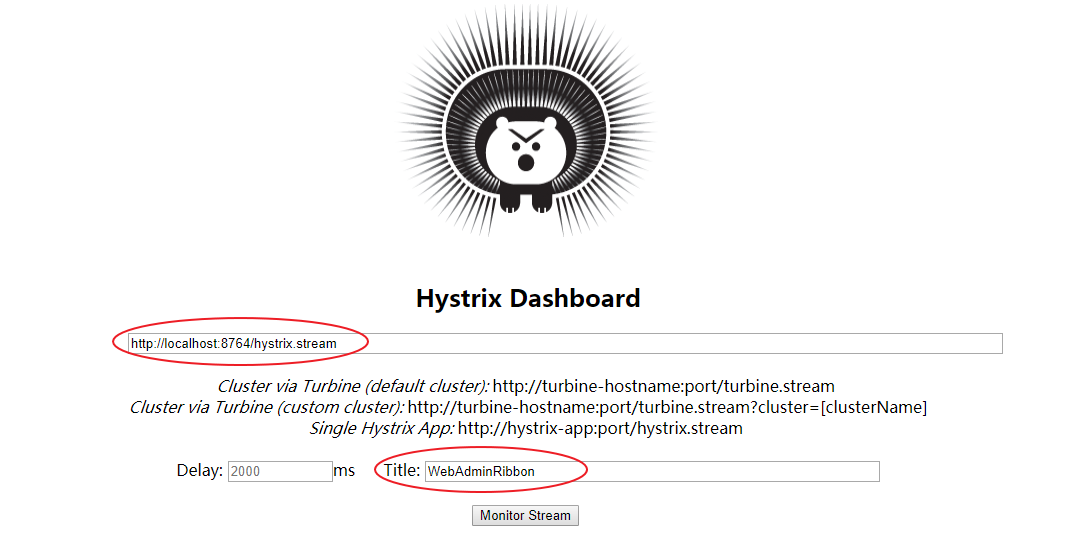 Hystrix Dashboard
http://localhost:8764/hystrix.stream
Cluster via Turbine (default cluster): http://turbine-hostname:port/turbine.stream
Cluster via Turbine (custom cluster): http://turbine-hostname:port/turbine.stream?cluster=[clusterName]
Single Hystrix App: http://hystrix-app:port/hystrix.stream
Delay: 2000 ms Title: WebAdminRibbon
Monitor Stream